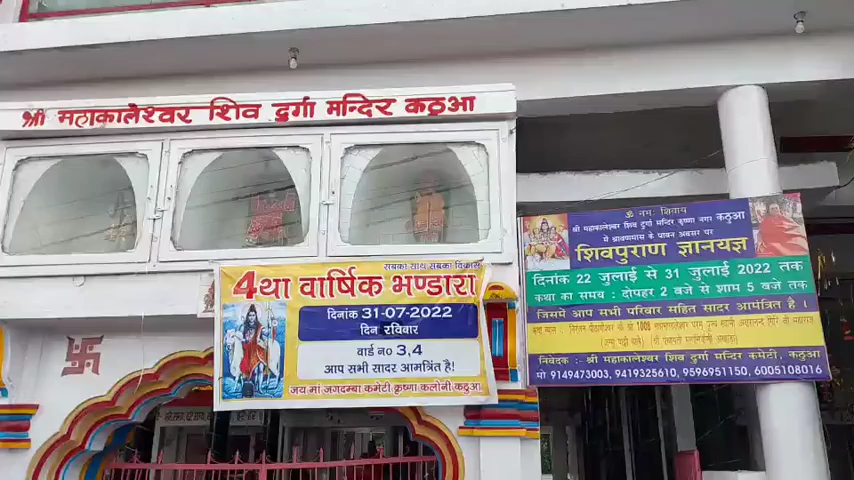 श्री महाकालेश्वर शिव दुर्गा मन्दिर कठुआ
सबका साथ सबका विकास
4था वार्षिक भण्डारा
दिनांक 31-07-2022
दिन रविवार
वार्ड नo 3,4
आप सभी सादर आमत्रिंत है!
जय मां जगदम्बा कमेटी कृष्णा कलोनी कठुआ
ॐ नमः शिवाय
श्री महाकालेश्वर शिव दुर्गा मन्दिर कृष्णा नगर कठुआ
में श्रावणमास के पावन अवसर पर
शिवपुराण ज्ञानयज्ञ
दिनांक 22 जुलाई से 31 जुलाई 2022 तक
कथा का समय : दोपहर 2 बजे से शाम 5 बजे तक
जिसमे आप सभी परिवार सहित सादर आमंत्रित है।
निवेदक : श्री महाकालेश्वर शिव दुर्गा मन्दिर कमेटी, कठुआ
मो 9149473003, 9419325610, 9596951150, 6005108016